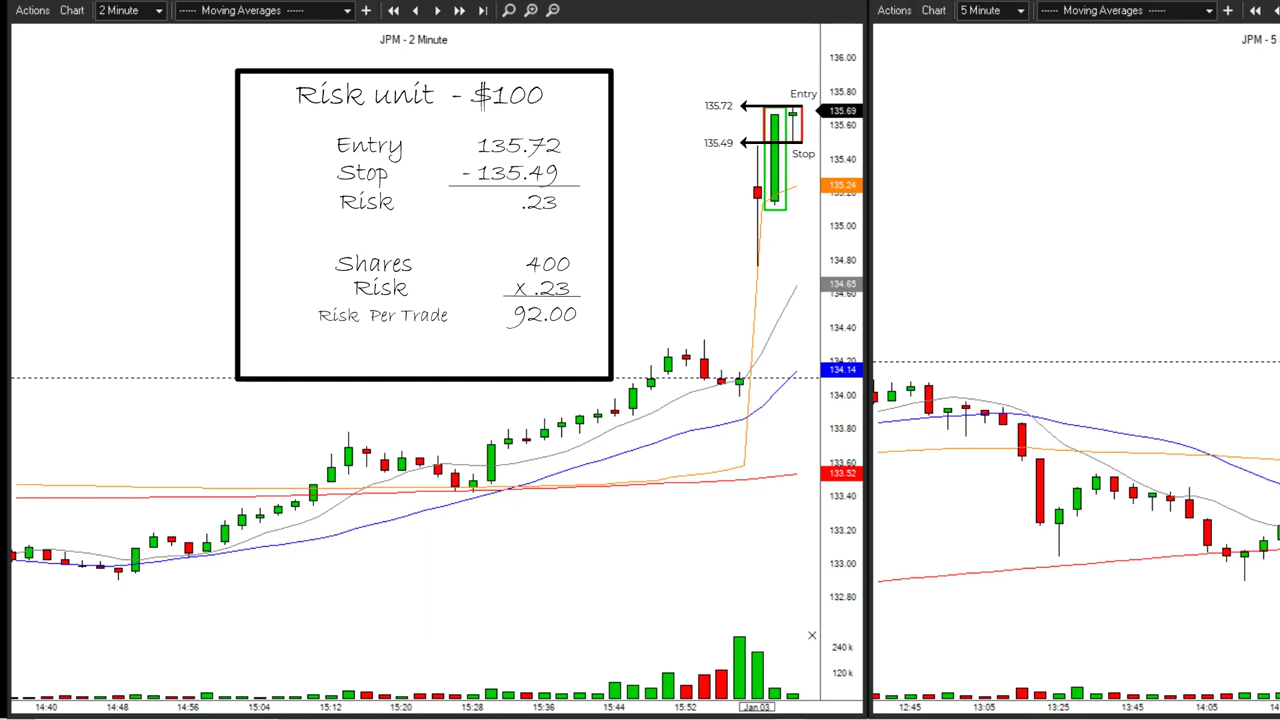 Actions Chart 2 Minute ------ Moving Averages ------
Actions Chart 5 Minute ------ Moving Averages ------
JPM - 2 Minute
JPM - 5
Risk unit - $100
Entry 135.72
Stop - 135.49
Risk .23
Shares 400
Risk x .23
Risk Per Trade 92.00
Entry
135.72
135.49
Stop
136.00
135.80
135.69
135.60
135.40
135.24
135.20
135.00
134.80
134.65
134.60
134.40
134.20
134.14
134.00
133.80
133.60
133.52
133.40
133.20
133.00
132.80
240 k
120 k
14:40 14:48 14:56 15:04 15:12 15:20 15:28 15:36 15:44 15:52 Jan 03
12:45 13:05 13:25 13:45 14:05